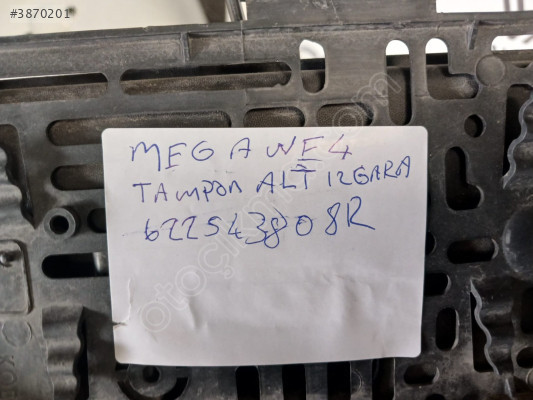 #3870201
MEGANE4
TAMPON ALT IZGARA
622543808R